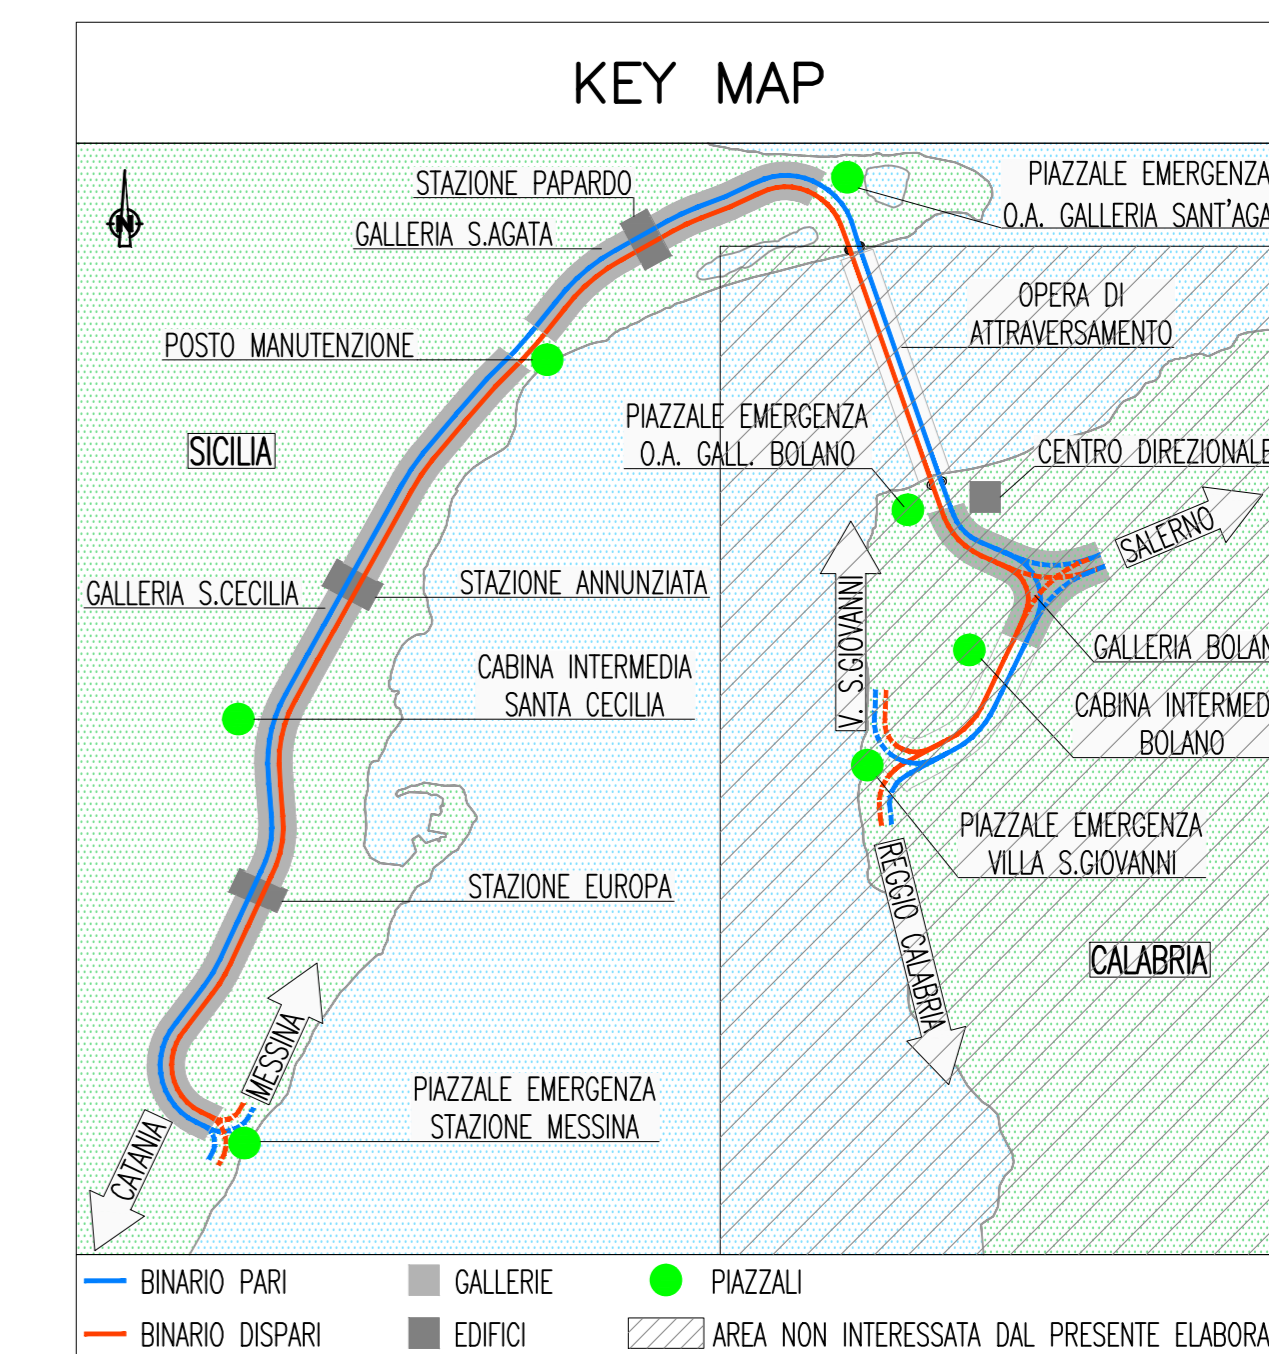 KEY MAP
N
STAZIONE PAPARDO
GALLERIA S.AGATA
PIAZZALE EMERGENZA
O.A. GALLERIA SANT'AGA
OPERA DI
ATTRAVERSAMENTO
POSTO MANUTENZIONE
SICILIA
PIAZZALE EMERGENZA
O.A. GALL. BOLANO
CENTRO DIREZIONALE
SALERNO
GALLERIA S.CECILIA
STAZIONE ANNUNZIATA
V. S.GIOVANNI
GALLERIA BOLAN
CABINA INTERMEDIA
SANTA CECILIA
CABINA INTERMED
BOLANO
PIAZZALE EMERGENZA
VILLA S.GIOVANNI
STAZIONE EUROPA
REGGIO CALABRIA
CALABRIA
MESSINA
PIAZZALE EMERGENZA
STAZIONE MESSINA
CATANIA
BINARIO PARI
GALLERIE
PIAZZALI
BINARIO DISPARI
EDIFICI
AREA NON INTERESSATA DAL PRESENTE ELABORA